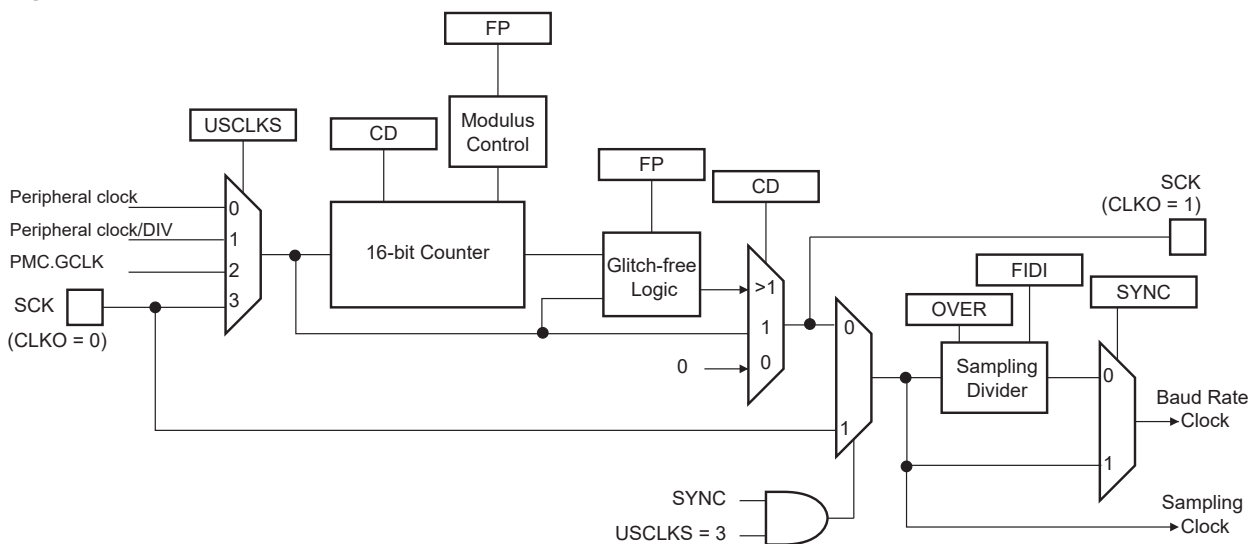 FP
USCLKS
CD
Modulus
Control
FP
CD
SCK
(CLKO = 1)
Peripheral clock
0
Peripheral clock/DIV
1
PMC.GCLK
2
SCK
3
(CLKO = 0)
16-bit Counter
Glitch-free
Logic
>1
1
0
0
0
1
FIDI
SYNC
OVER
Sampling
Divider
0
1
Baud Rate
Clock
SYNC
USCLKS = 3
Sampling
Clock